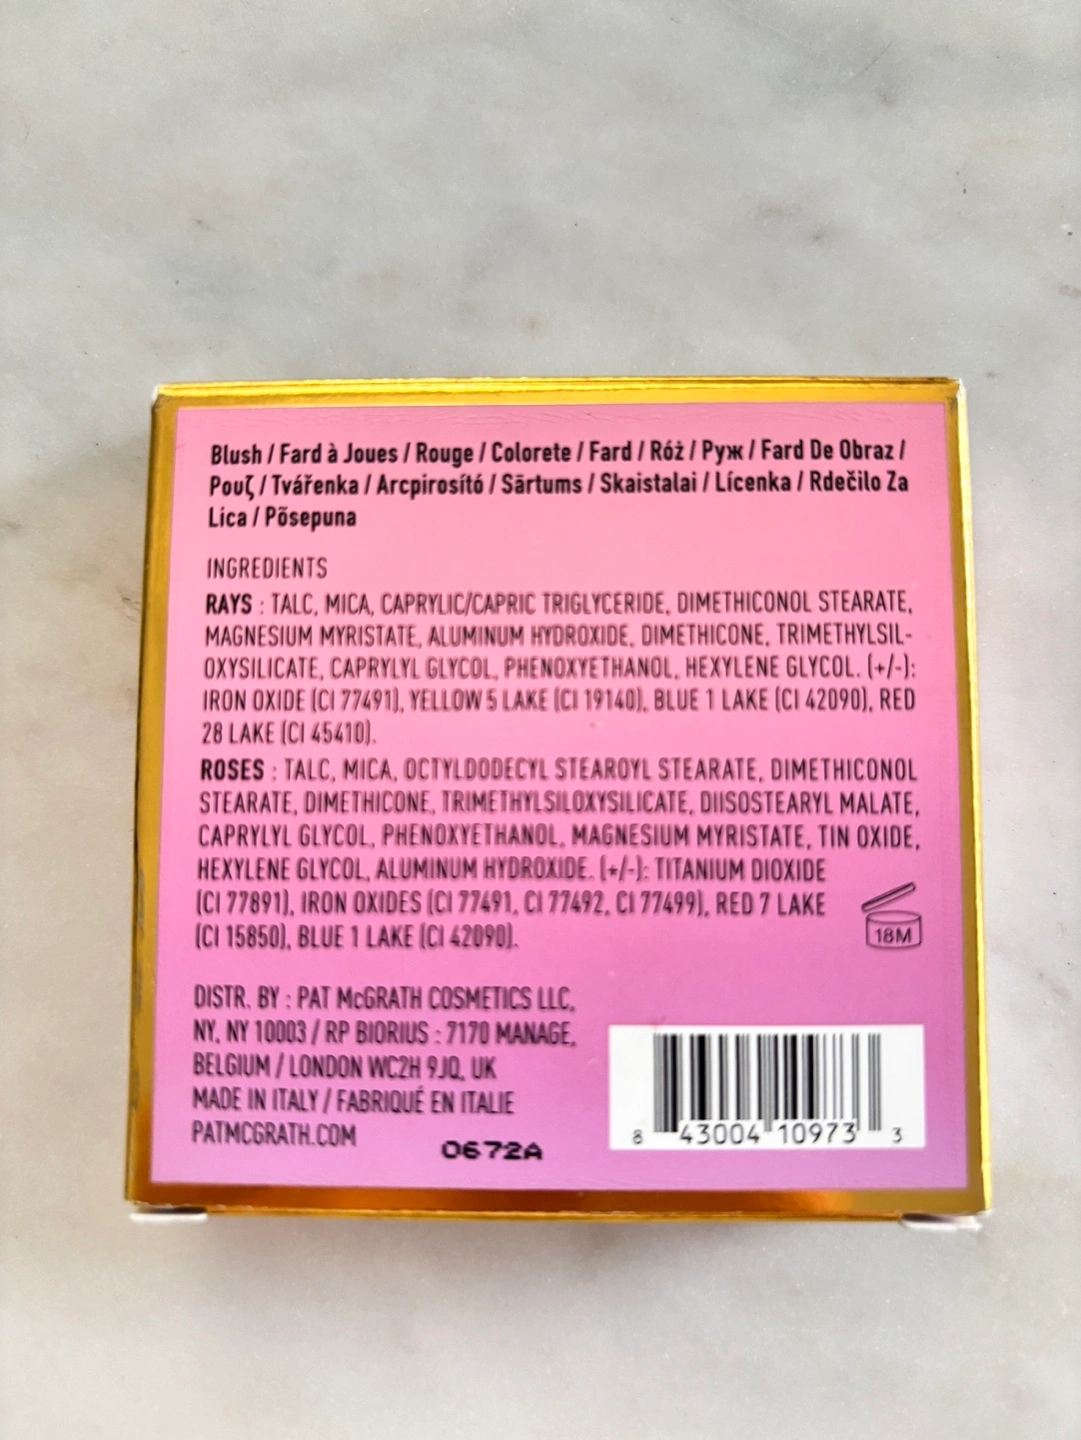 Blush / Fard à Joues / Rouge / Colorete / Fard / Róż / Руж / Fard De Obraz /
Pουζ / Tvářenka / Arcpirosító / Sārtums / Skaistalai / Lícenka / Rdečilo Za
Lica / Põsepuna
INGREDIENTS
RAYS : TALC, MICA, CAPRYLIC/CAPRIC TRIGLYCERIDE, DIMETHICONOL STEARATE,
MAGNESIUM MYRISTATE, ALUMINUM HYDROXIDE, DIMETHICONE, TRIMETHYLSIL-
OXYSILICATE, CAPRYLYL GLYCOL, PHENOXYETHANOL, HEXYLENE GLYCOL. (+/-):
IRON OXIDE (CI 77491), YELLOW 5 LAKE (CI 19140), BLUE 1 LAKE (CI 42090), RED
28 LAKE (CI 45410).
ROSES : TALC, MICA, OCTYLDODECYL STEAROYL STEARATE, DIMETHICONOL
STEARATE, DIMETHICONE, TRIMETHYLSILOXYSILICATE, DIISOSTEARYL MALATE,
CAPRYLYL GLYCOL, PHENOXYETHANOL, MAGNESIUM MYRISTATE, TIN OXIDE,
HEXYLENE GLYCOL, ALUMINUM HYDROXIDE. (+/-): TITANIUM DIOXIDE
(CI 77891), IRON OXIDES (CI 77491, CI 77492, CI 77499), RED 7 LAKE
(CI 15850), BLUE 1 LAKE (CI 42090).
18M
DISTR. BY : PAT McGRATH COSMETICS LLC,
NY, NY 10003 / RP BIORIUS : 7170 MANAGE,
BELGIUM / LONDON WC2H 9JQ, UK
MADE IN ITALY / FABRIQUÉ EN ITALIE
PATMCGRATH.COM
0672A
8 43004 10973 3